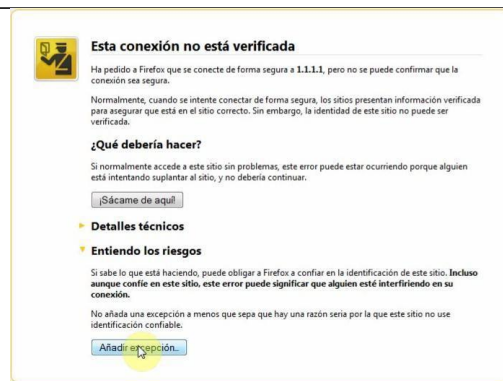 Esta conexión no está verificada
Ha pedido a Firefox que se conecte de forma segura a 1.1.1.1, pero no se puede confirmar que la
conexión sea segura.
Normalmente, cuando se intente conectar de forma segura, los sitios presentan información verificada
para asegurar que está en el sitio correcto. Sin embargo, la identidad de este sitio no puede ser
verificada.
¿Qué debería hacer?
Si normalmente accede a este sitio sin problemas, este error puede estar ocurriendo porque alguien
está intentando suplantar al sitio, y no debería continuar.
¡Sácame de aquí!
Detalles técnicos
Entiendo los riesgos
Si sabe lo que está haciendo, puede obligar a Firefox a confiar en la identificación de este sitio. Incluso
aunque confíe en este sitio, este error puede significar que alguien esté interfiriendo en su
conexión.
No añada una excepción a menos que sepa que hay una razón seria por la que este sitio no use
identificación confiable.
Añadir excepción..